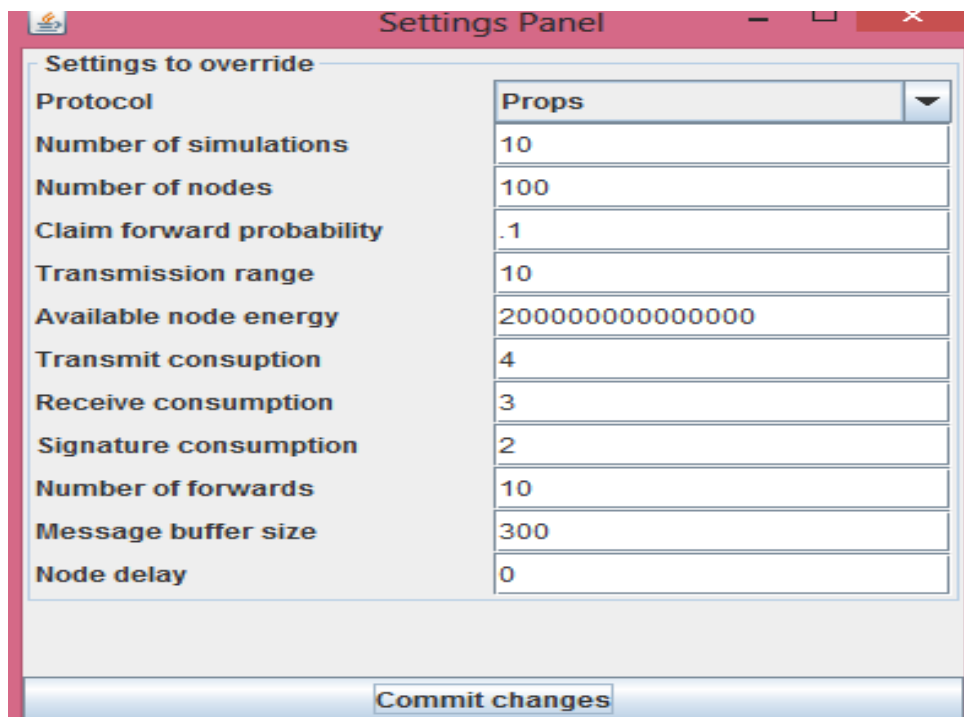 Settings Panel
Settings to override
Protocol Props
Number of simulations 10
Number of nodes 100
Claim forward probability .1
Transmission range 10
Available node energy 200000000000000
Transmit consuption 4
Receive consumption 3
Signature consumption 2
Number of forwards 10
Message buffer size 300
Node delay 0
Commit changes